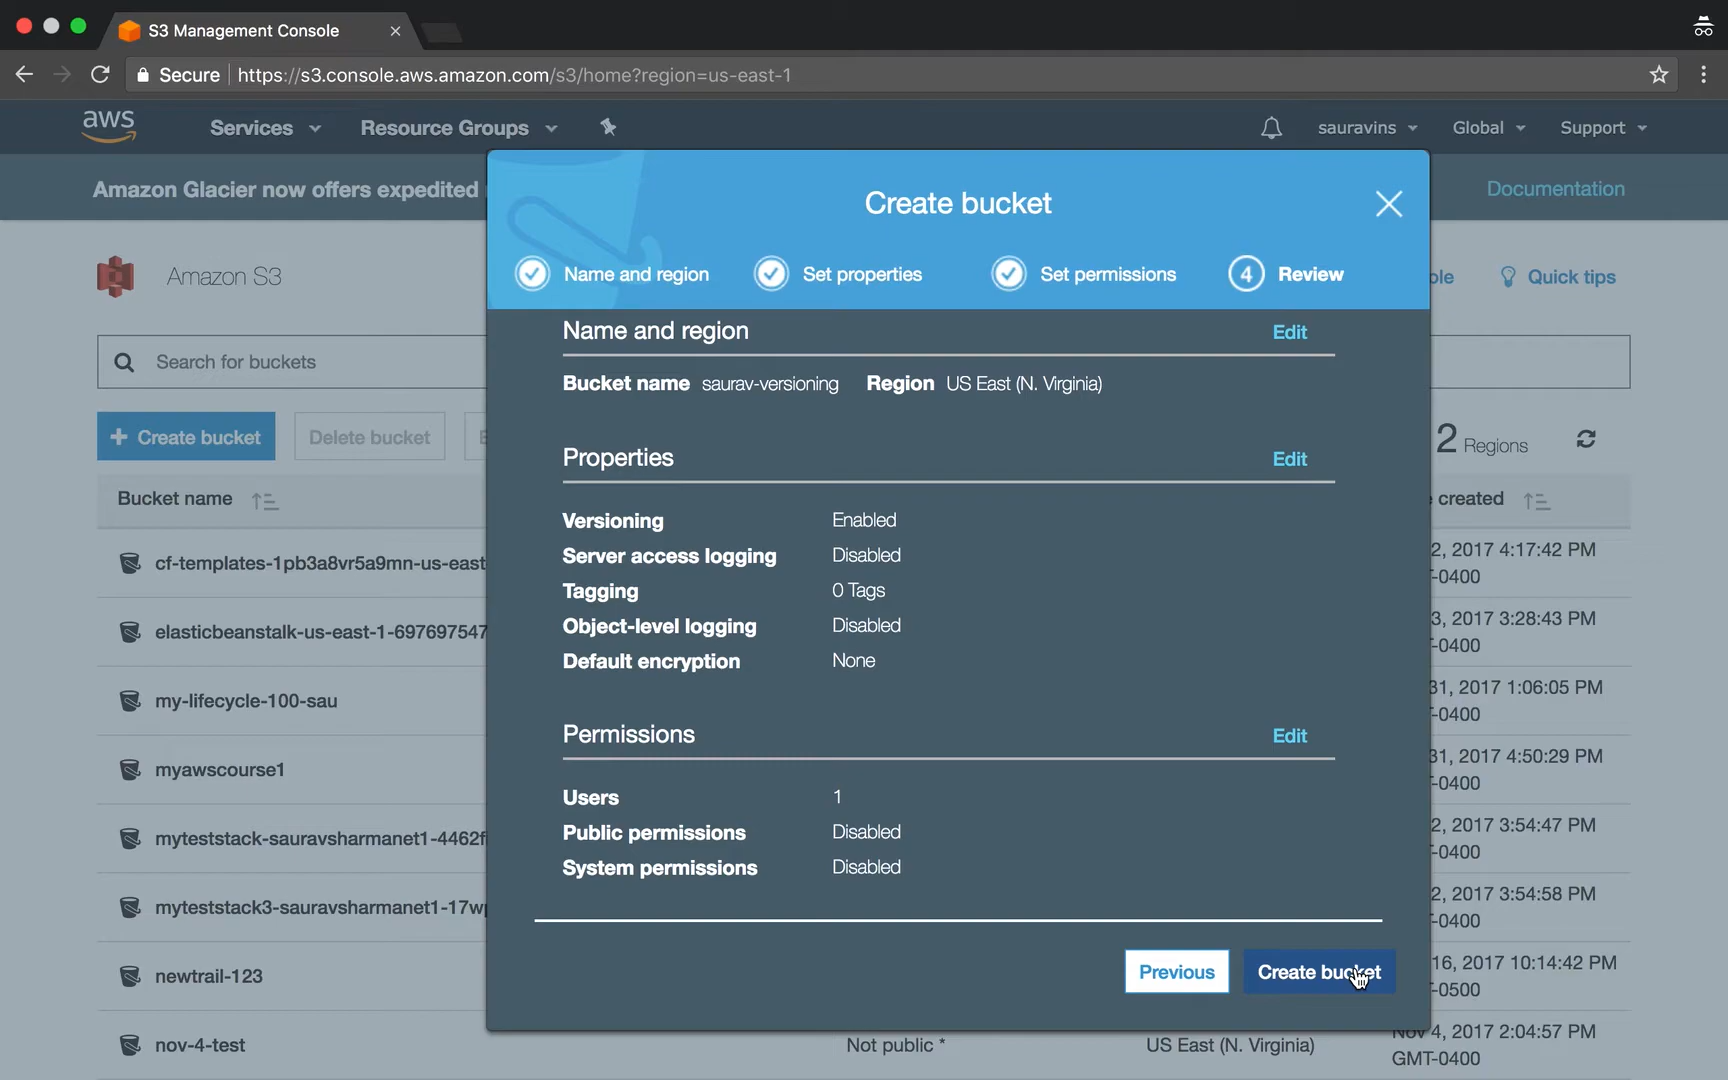 S3 Management Console
Secure https://s3.console.aws.amazon.com/s3/home?region=us-east-1
aws Services Resource Groups sauravins Global Support
Amazon Glacier now offers expedited Documentation
Create bucket
Name and region Set properties Set permissions 4 Review
Amazon S3 Quick tips
Name and region Edit
Search for buckets
Bucket name saurav-versioning Region US East (N. Virginia)
Create bucket Delete bucket 2 Regions
Properties Edit
Bucket name created
Versioning Enabled
Server access logging Disabled
Tagging 0 Tags
Object-level logging Disabled
Default encryption None
Permissions Edit
Users 1
Public permissions Disabled
System permissions Disabled
Previous Create bucket
cf-templates-1pb3a8vr5a9mn-us-east 2, 2017 4:17:42 PM
-0400
elasticbeanstalk-us-east-1-697697547 3, 2017 3:28:43 PM
-0400
my-lifecycle-100-sau 31, 2017 1:06:05 PM
-0400
myawscourse1 31, 2017 4:50:29 PM
-0400
myteststack-sauravsharmanet1-4462f 2, 2017 3:54:47 PM
-0400
myteststack3-sauravsharmanet1-17w 2, 2017 3:54:58 PM
-0400
newtrail-123 16, 2017 10:14:42 PM
-0500
nov-4-test Not public * US East (N. Virginia) Nov 4, 2017 2:04:57 PM
GMT-0400